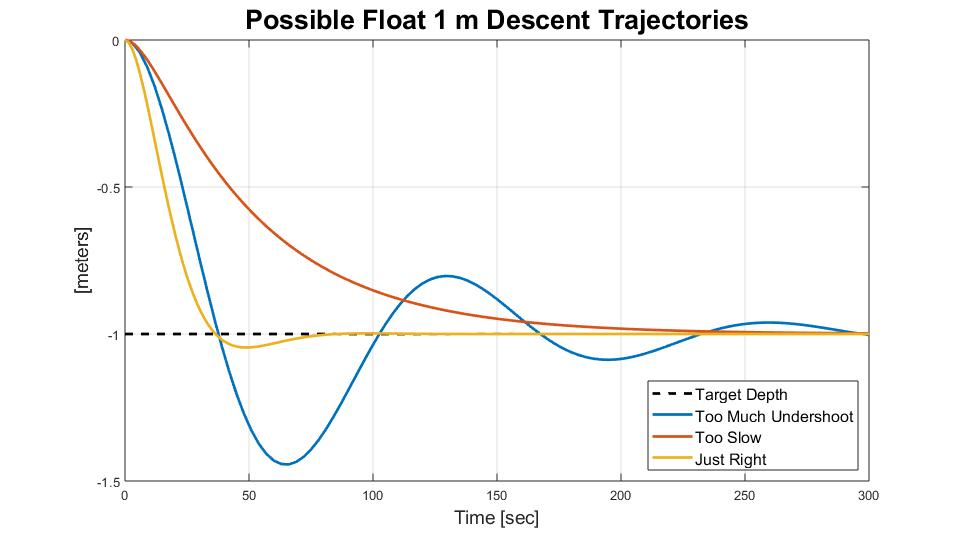 Possible Float 1 m Descent Trajectories
0
-0.5
-1
-1.5
[meters]
0 50 100 150 200 250 300
Time [sec]
Target Depth
Too Much Undershoot
Too Slow
Just Right